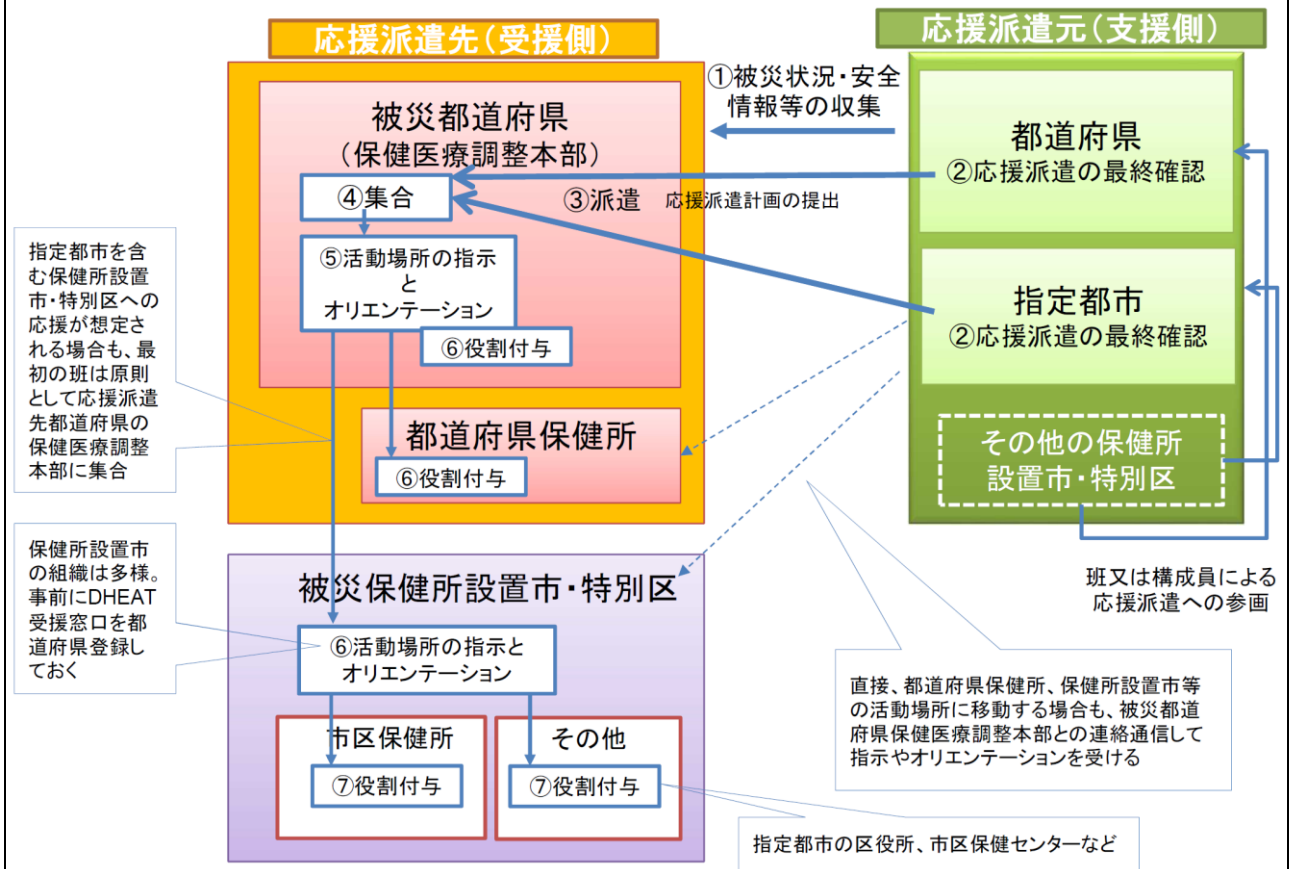 応援派遣先(受援側)
応援派遣元(支援側)
①被災状況・安全
情報等の収集
被災都道府県
(保健医療調整本部)
④集合
⑤活動場所の指示
と
オリエンテーション
⑥役割付与
都道府県保健所
⑥役割付与
③派遣 応援派遣計画の提出
都道府県
②応援派遣の最終確認
指定都市
②応援派遣の最終確認
その他の保健所
設置市・特別区
班又は構成員による
応援派遣への参画
指定都市を含
む保健所設置
市・特別区への
応援が想定さ
れる場合も、最
初の班は原則
として応援派遣
先都道府県の
保健医療調整
本部に集合
保健所設置市
の組織は多様。
事前にDHEAT
受援窓口を都
道府県登録し
ておく
被災保健所設置市・特別区
⑥活動場所の指示と
オリエンテーション
市区保健所
⑦役割付与
その他
⑦役割付与
直接、都道府県保健所、保健所設置市等
の活動場所に移動する場合も、被災都道
府県保健医療調整本部との連絡通信して
指示やオリエンテーションを受ける
指定都市の区役所、市区保健センターなど